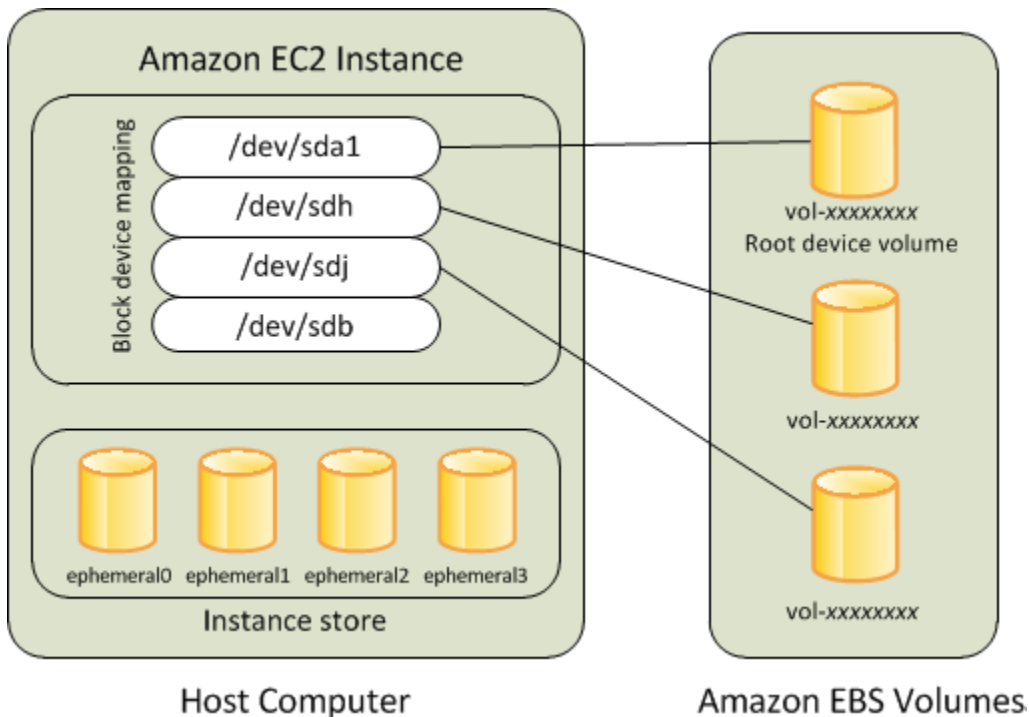 Amazon EC2 Instance
Block device mapping
/dev/sda1
/dev/sdh
/dev/sdj
/dev/sdb
ephemeral0 ephemeral1 ephemeral2 ephemeral3
Instance store
Host Computer
vol-xxxxxxxx
Root device volume
vol-xxxxxxxx
vol-xxxxxxxx
Amazon EBS Volumes